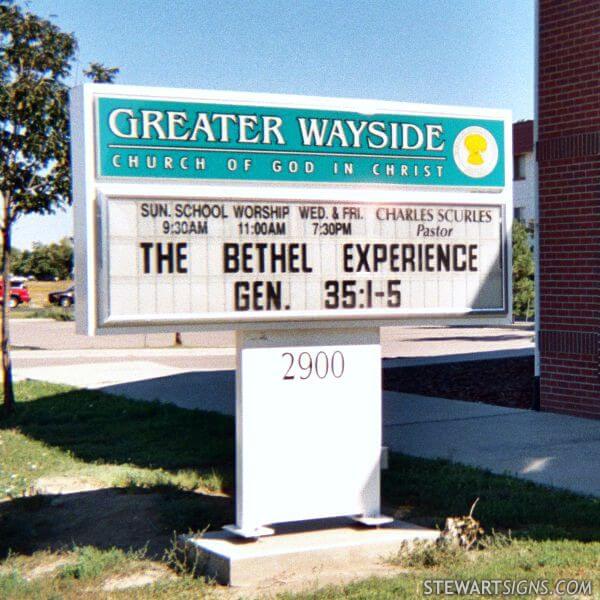 GREATER WAYSIDE
CHURCH OF GOD IN CHRIST
SUN. SCHOOL WORSHIP WED. & FRI. CHARLES SCURLES
9:30AM 11:00AM 7:30PM Pastor
THE BETHEL EXPERIENCE
GEN. 35:1-5
2900
STEWARTSIGNS.COM